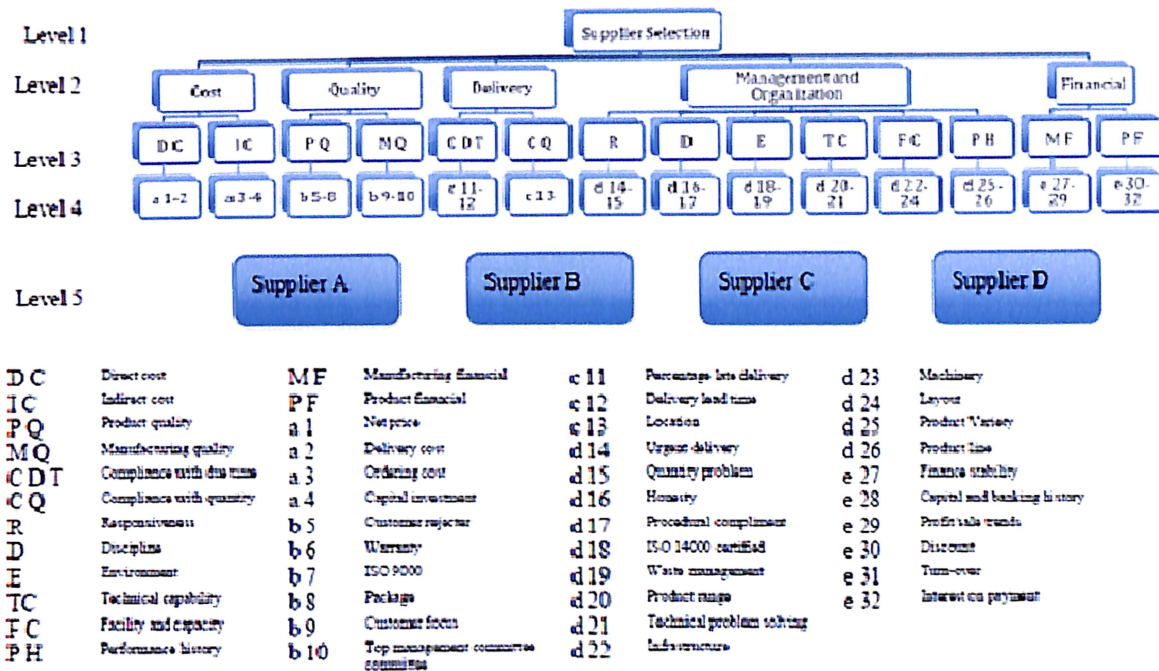 Level 1
Supplier Selection
Level 2
Cost
Quality
Delivery
Management and
Organization
Financial
Level 3
DC
IC
PQ
MQ
CDT
CQ
R
D
E
TC
FC
PH
MF
PF
Level 4
a 1-2
a 3-4
b 5-8
b 9-10
c 11-
12
c 13
d 14-
15
d 16-
17
d 18-
19
d 20-
21
d 22-
24
d 25-
26
e 27-
29
e 30-
32
Level 5
Supplier A
Supplier B
Supplier C
Supplier D
DC Direct cost MF Manufacturing financial c 11 Percentage late delivery d 23 Machinery
IC Indirect cost PF Product financial c 12 Delivery lead time d 24 Layout
PQ Product quality a 1 Net price c 13 Location d 25 Product Variety
MQ Manufacturing quality a 2 Delivery cost d 14 Urgent delivery d 26 Product line
CDT Compliance with due time a 3 Ordering cost d 15 Quantity problem e 27 Finance stability
CQ Compliance with quantity a 4 Capital investment d 16 Honesty e 28 Capital and banking history
R Responsiveness b 5 Customer rejecter d 17 Procedural compliment e 29 Profit sale trends
D Discipline b 6 Warranty d 18 ISO 14000 certified e 30 Discount
E Environment b 7 ISO 9000 d 19 Waste management e 31 Turn-over
TC Technical capability b 8 Package d 20 Product range e 32 Interest on payment
FC Facility and capacity b 9 Customer focus d 21 Technical problem solving
PH Performance history b 10 Top management committee d 22 Infrastructure
committee